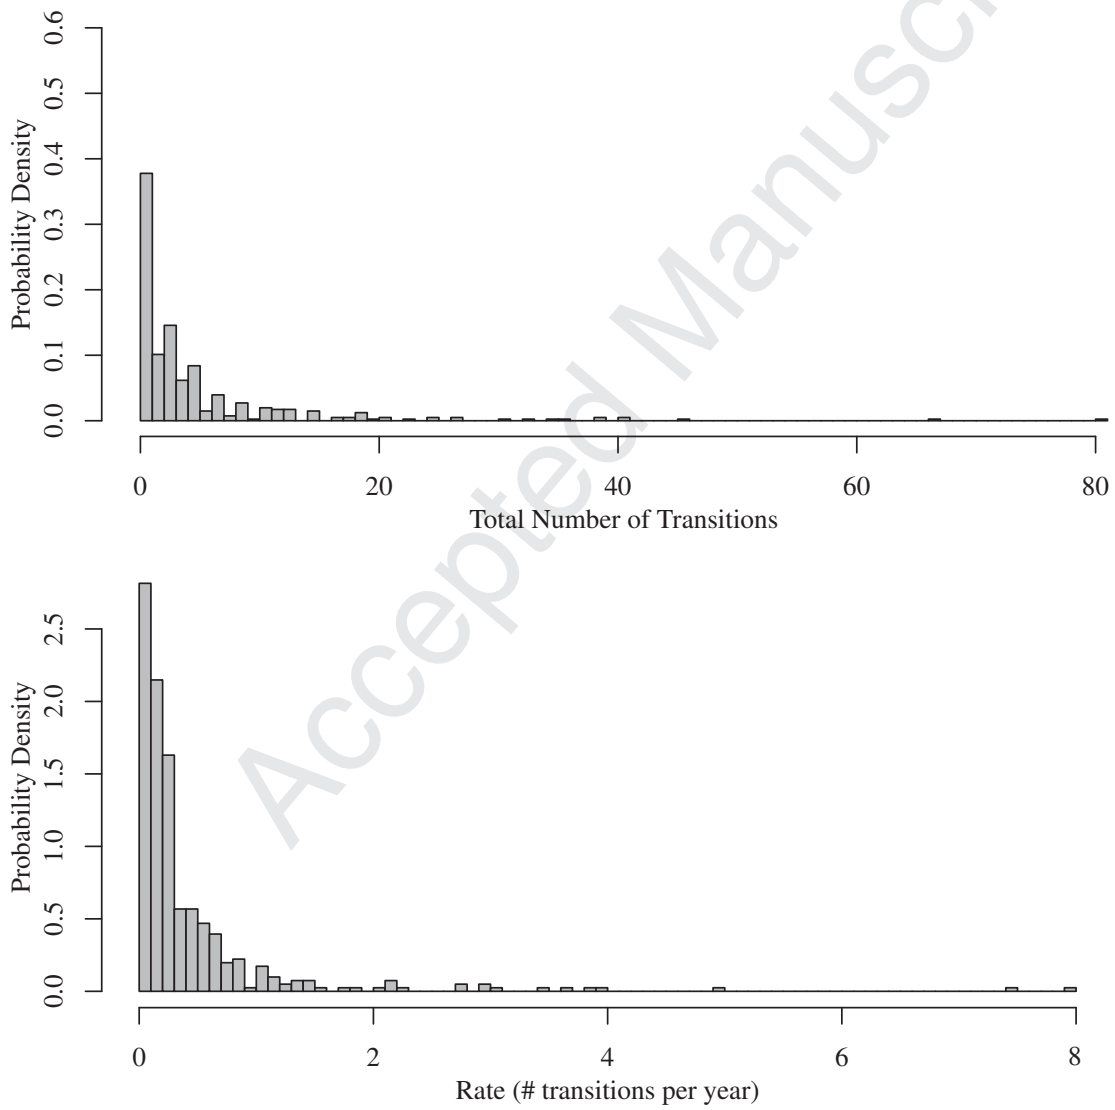 0.0 0.1 0.2 0.3 0.4 0.5 0.6
Probability Density
0 20 40 60 80
Total Number of Transitions
Accepted Manuscri
0.0 0.5 1.0 1.5 2.0 2.5
Probability Density
0 2 4 6 8
Rate (# transitions per year)